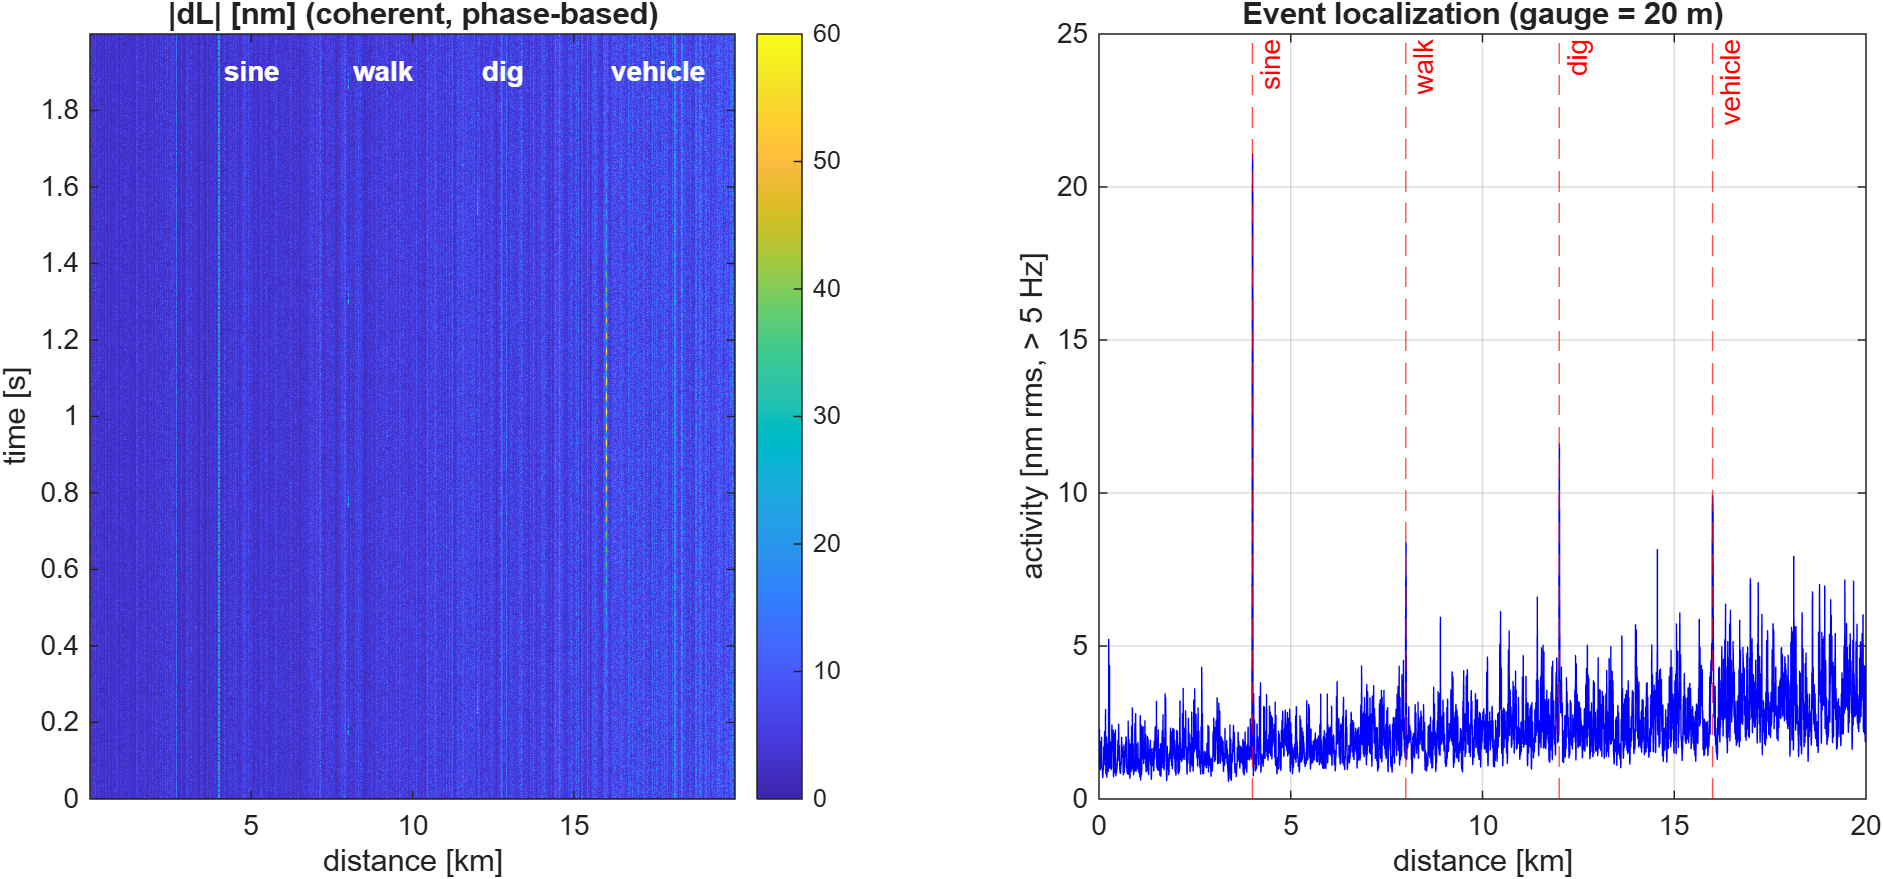 |dL| [nm] (coherent, phase-based)
sine
walk
dig
vehicle
1.8
1.6
1.4
1.2
1
0.8
0.6
0.4
0.2
0
time [s]
5
10
15
distance [km]
60
50
40
30
20
10
0
Event localization (gauge = 20 m)
sine
walk
dig
vehicle
25
20
15
10
5
0
activity [nm rms, > 5 Hz]
0
5
10
15
20
distance [km]